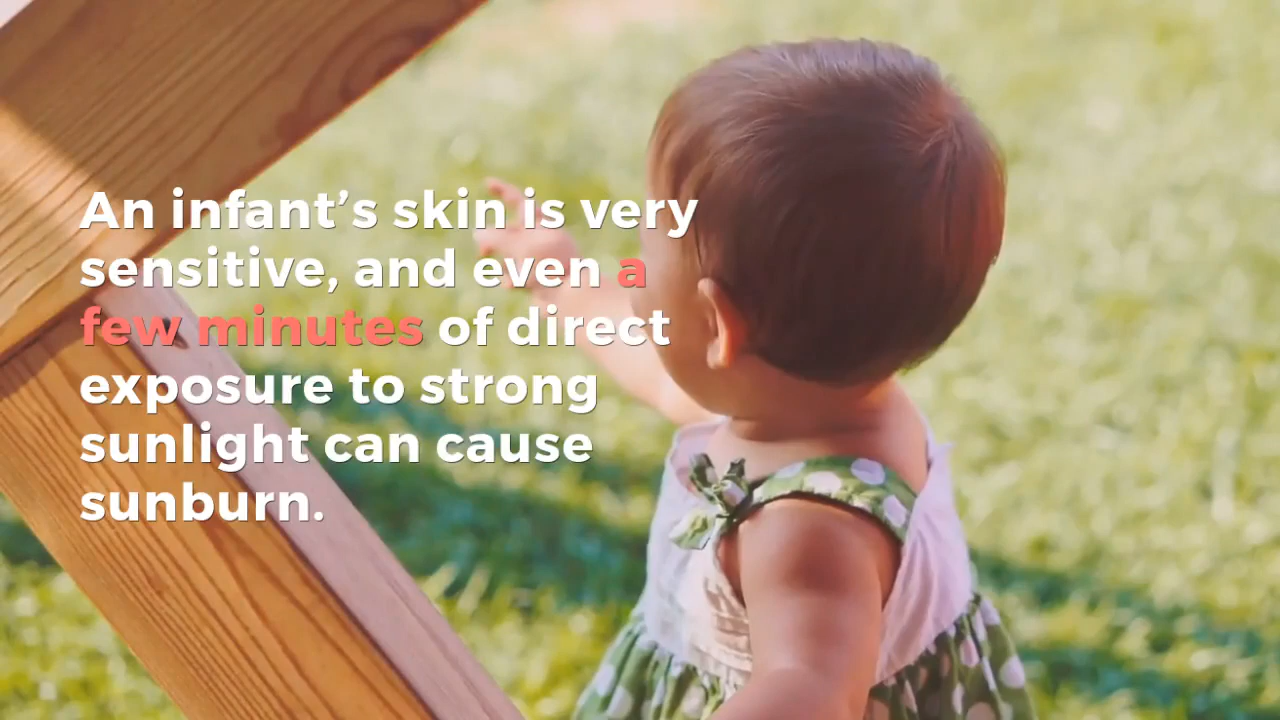 An infant’s skin is very
sensitive, and even a
few minutes of direct
exposure to strong
sunlight can cause
sunburn.